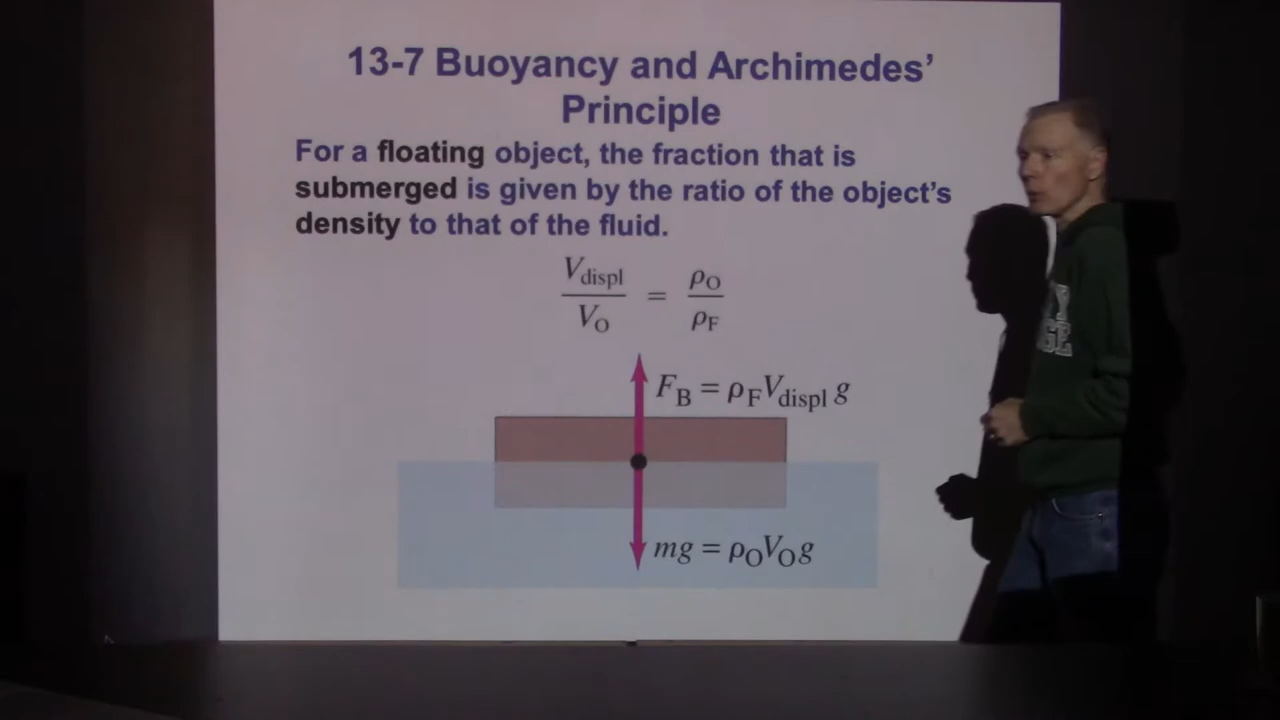 13-7 Buoyancy and Archimedes’
Principle
For a floating object, the fraction that is
submerged is given by the ratio of the object’s
density to that of the fluid.
V_displ / V_O = ρ_O / ρ_F
F_B = ρ_F V_displ g
mg = ρ_O V_O g